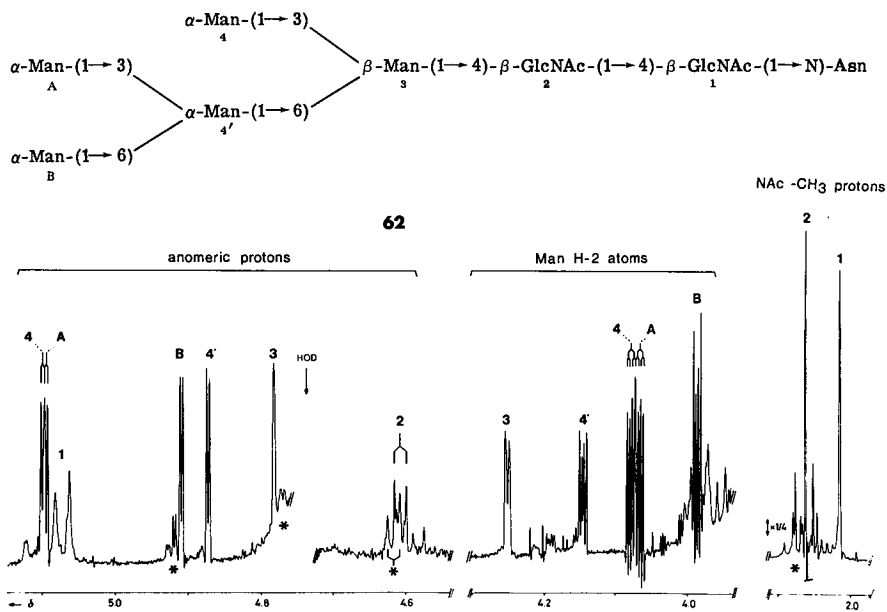 α-Man-(1→ 3)
4
α-Man-(1→ 3)
A
β-Man-(1→ 4)-β-GlcNAc-(1→ 4)-β-GlcNAc-(1→ N)-Asn
3 2 1
α-Man-(1→ 6)
4'
α-Man-(1→ 6)
B
62
NAc -CH3 protons
anomeric protons
Man H-2 atoms
2
1
4 A
B
4'
3
HOD
1
2
*
*
*
4 A
B
3
4'
×1/4
*
← δ
5.0
4.8
4.6
4.2
4.0
2.0